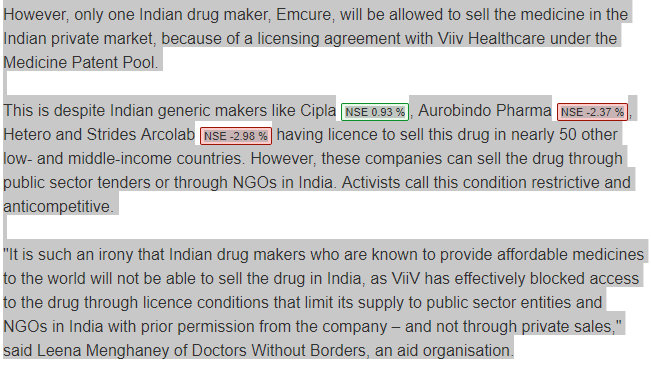 However, only one Indian drug maker, Emcure, will be allowed to sell the medicine in the
Indian private market, because of a licensing agreement with Viiv Healthcare under the
Medicine Patent Pool.
This is despite Indian generic makers like Cipla NSE 0.93 % , Aurobindo Pharma NSE -2.37 % ,
Hetero and Strides Arcolab NSE -2.98 % having licence to sell this drug in nearly 50 other
low- and middle-income countries. However, these companies can sell the drug through
public sector tenders or through NGOs in India. Activists call this condition restrictive and
anticompetitive.
"It is such an irony that Indian drug makers who are known to provide affordable medicines
to the world will not be able to sell the drug in India, as ViiV has effectively blocked access
to the drug through licence conditions that limit its supply to public sector entities and
NGOs in India with prior permission from the company – and not through private sales,"
said Leena Menghaney of Doctors Without Borders, an aid organisation.